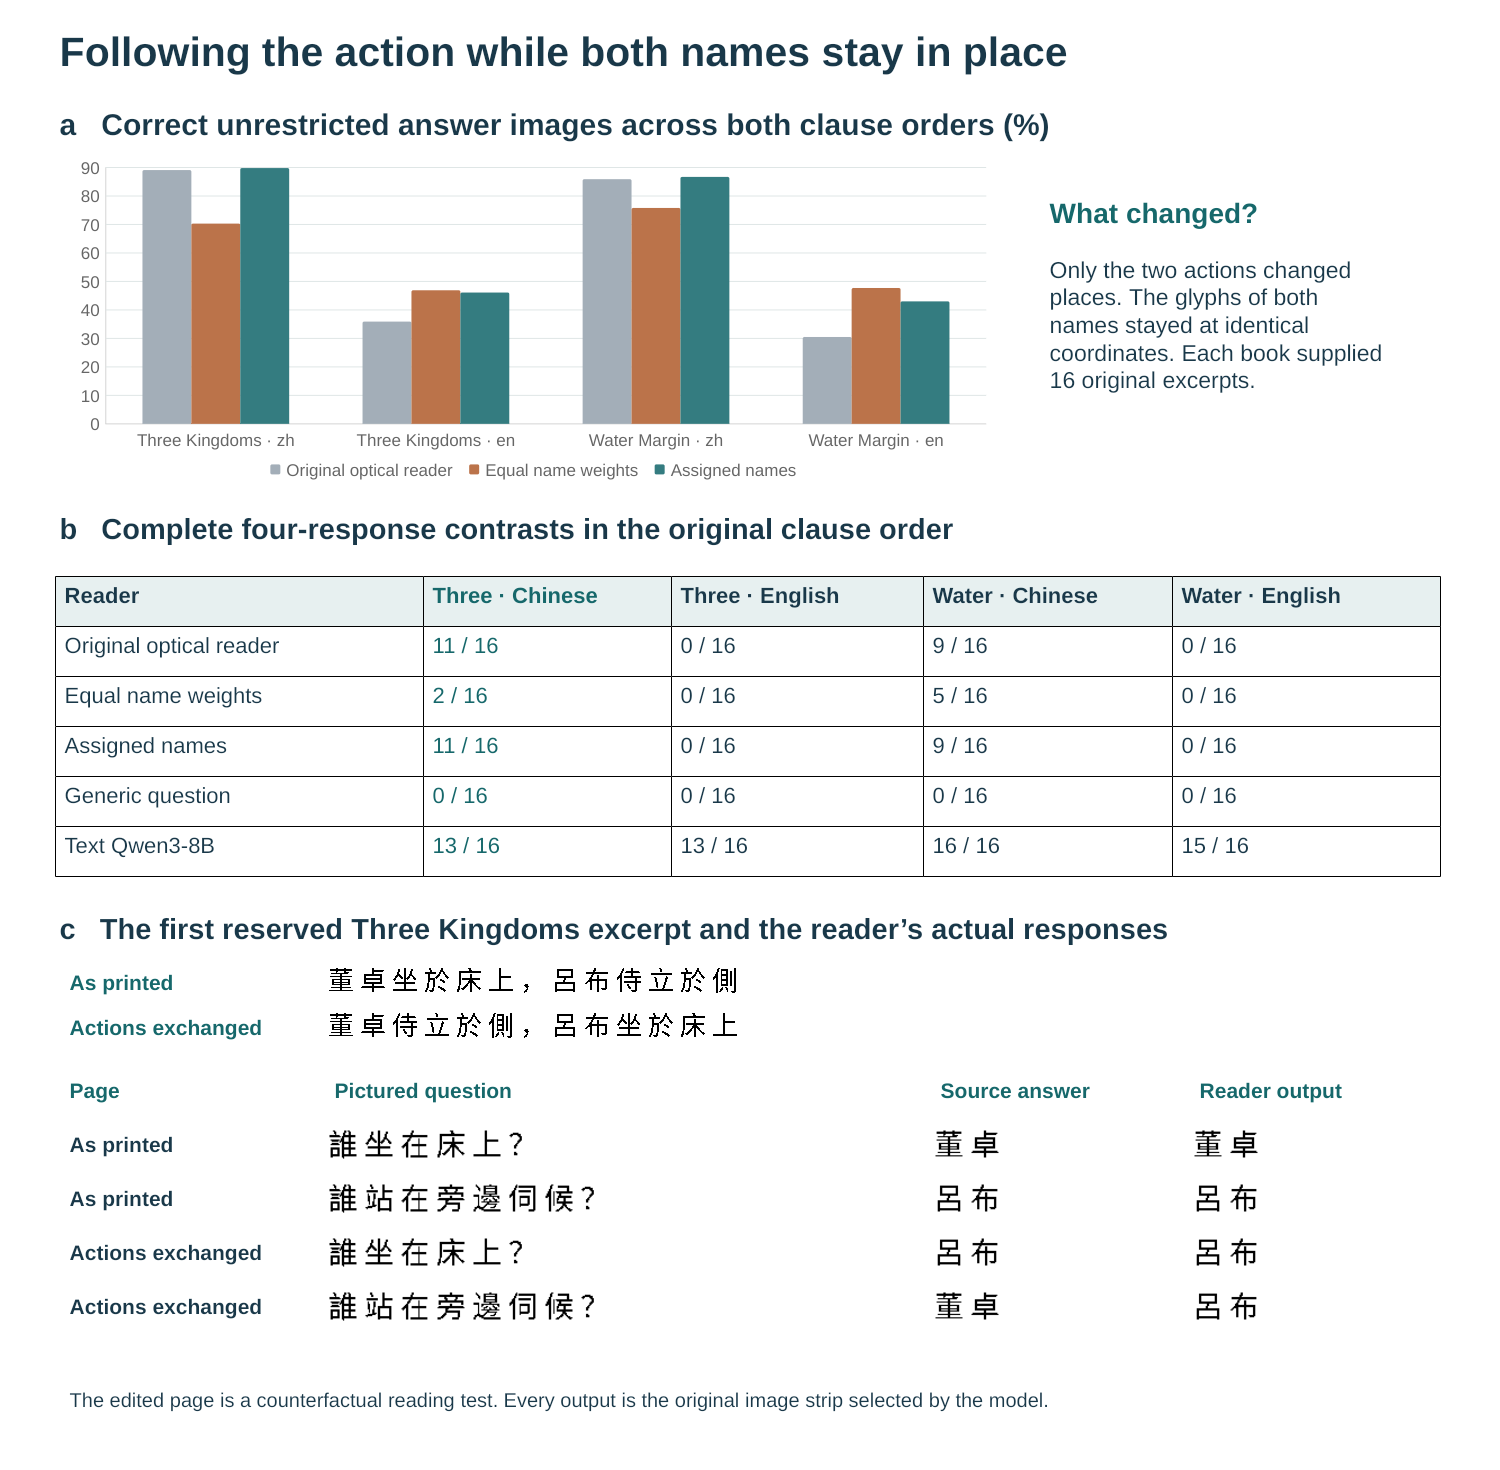 Following the action while both names stay in place
a Correct unrestricted answer images across both clause orders (%)
90
80
70
60
50
40
30
20
10
0
Three Kingdoms · zh
Three Kingdoms · en
Water Margin · zh
Water Margin · en
Original optical reader
Equal name weights
Assigned names
What changed?
Only the two actions changed
places. The glyphs of both
names stayed at identical
coordinates. Each book supplied
16 original excerpts.
b Complete four-response contrasts in the original clause order
Reader Three · Chinese Three · English Water · Chinese Water · English
Original optical reader 11 / 16 0 / 16 9 / 16 0 / 16
Equal name weights 2 / 16 0 / 16 5 / 16 0 / 16
Assigned names 11 / 16 0 / 16 9 / 16 0 / 16
Generic question 0 / 16 0 / 16 0 / 16 0 / 16
Text Qwen3-8B 13 / 16 13 / 16 16 / 16 15 / 16
c The first reserved Three Kingdoms excerpt and the reader’s actual responses
As printed 董卓坐於床上，呂布侍立於側
Actions exchanged 董卓侍立於側，呂布坐於床上
Page Pictured question Source answer Reader output
As printed 誰坐在床上？ 董卓 董卓
As printed 誰站在旁邊伺候？ 呂布 呂布
Actions exchanged 誰坐在床上？ 呂布 呂布
Actions exchanged 誰站在旁邊伺候？ 董卓 呂布
The edited page is a counterfactual reading test. Every output is the original image strip selected by the model.